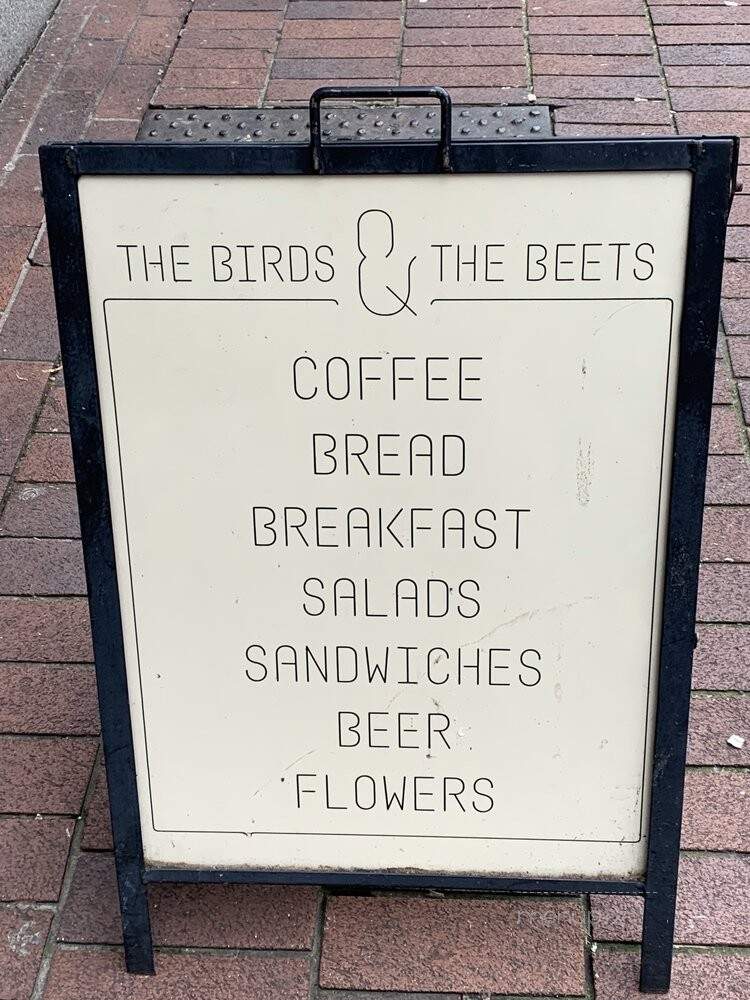 THE BIRDS & THE BEETS
COFFEE
BREAD
BREAKFAST
SALADS
SANDWICHES
BEER
FLOWERS